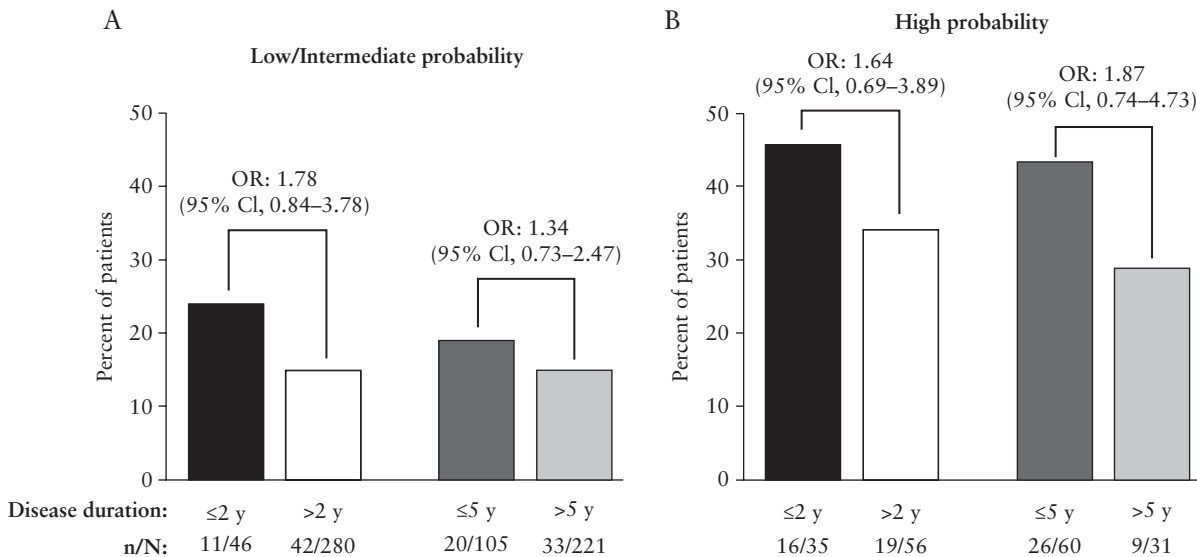 A
Low/Intermediate probability
OR: 1.78
(95% Cl, 0.84–3.78)
OR: 1.34
(95% Cl, 0.73–2.47)
Percent of patients
50
40
30
20
10
0
Disease duration: ≤2 y >2 y ≤5 y >5 y
n/N: 11/46 42/280 20/105 33/221
B
High probability
OR: 1.64
(95% Cl, 0.69–3.89)
OR: 1.87
(95% Cl, 0.74–4.73)
Percent of patients
50
40
30
20
10
0
≤2 y >2 y ≤5 y >5 y
16/35 19/56 26/60 9/31